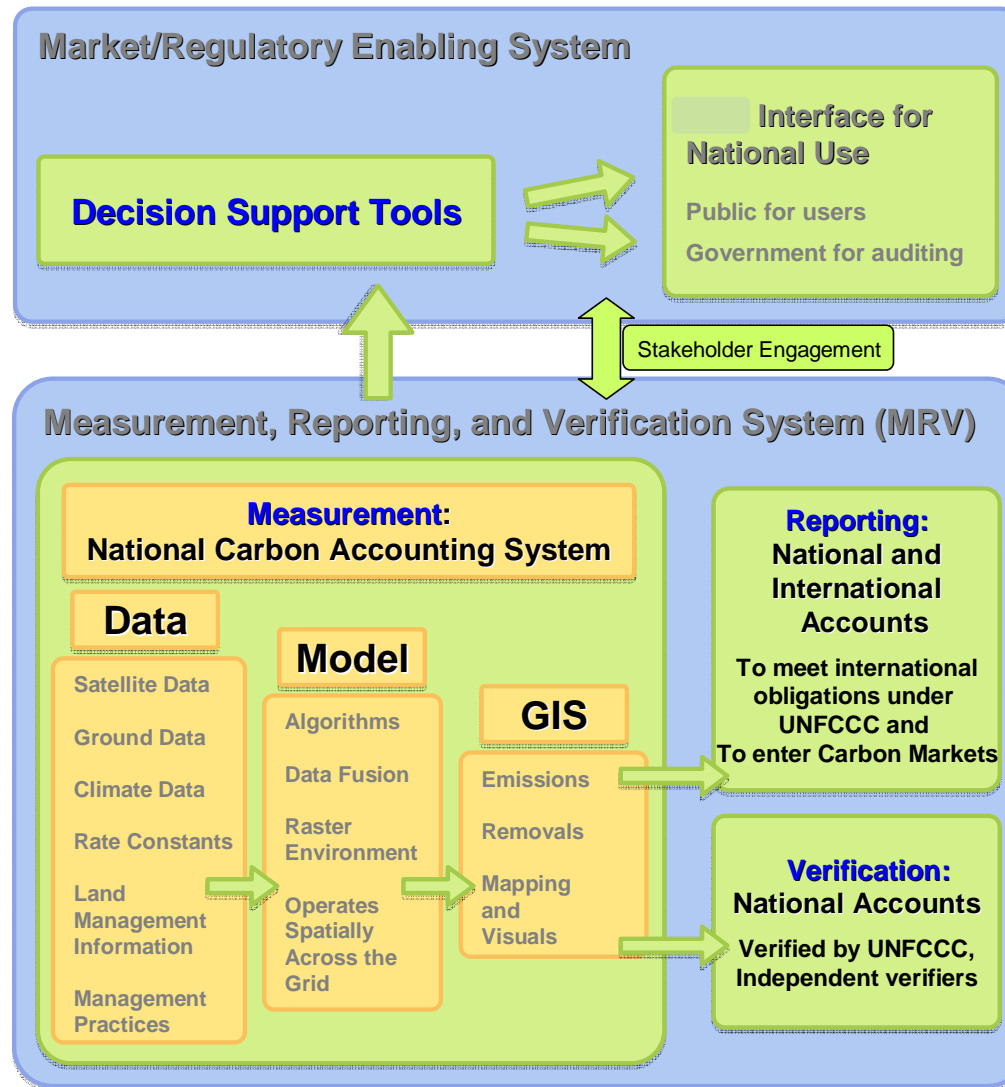 Market/Regulatory Enabling System
Interface for
National Use
Public for users
Government for auditing
Decision Support Tools
Stakeholder Engagement
Measurement, Reporting, and Verification System (MRV)
Measurement:
National Carbon Accounting System
Data
Satellite Data
Ground Data
Climate Data
Rate Constants
Land
Management
Information
Management
Practices
Model
Algorithms
Data Fusion
Raster
Environment
Operates
Spatially
Across the
Grid
GIS
Emissions
Removals
Mapping
and
Visuals
Reporting:
National and
International
Accounts
To meet international
obligations under
UNFCCC and
To enter Carbon Markets
Verification:
National Accounts
Verified by UNFCCC,
Independent verifiers